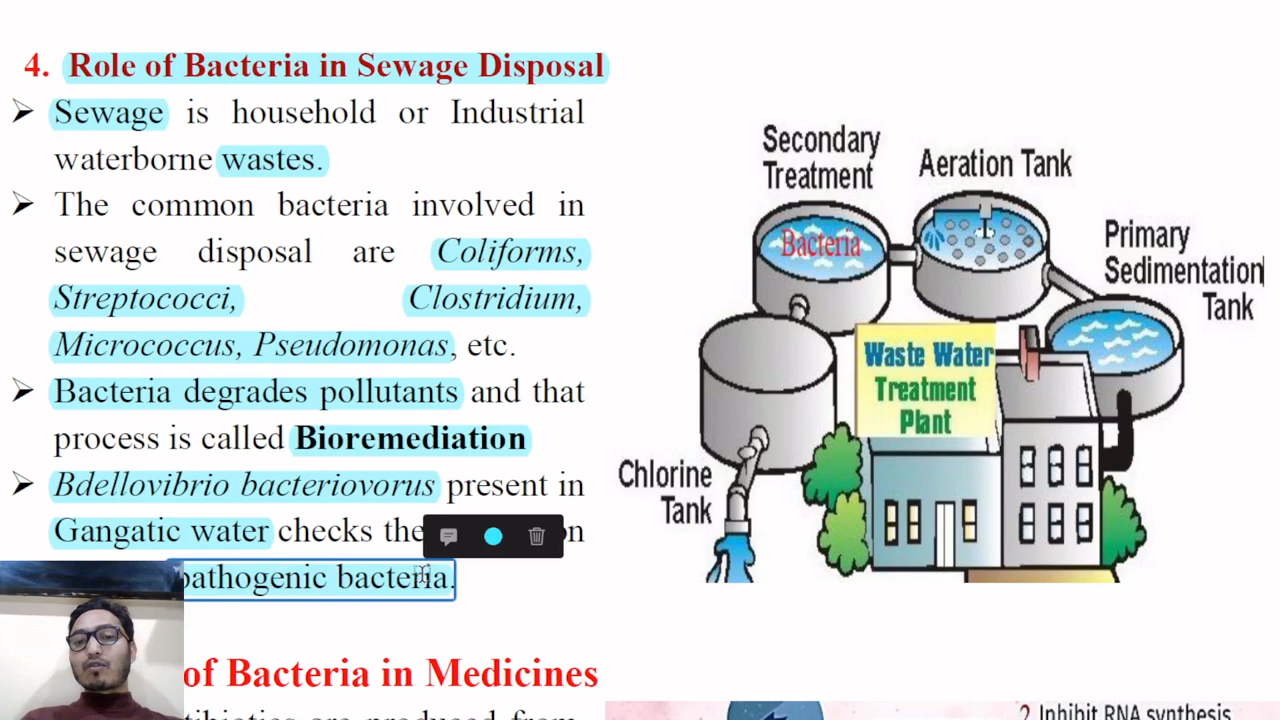 4. Role of Bacteria in Sewage Disposal
➢ Sewage is household or Industrial
waterborne wastes.
➢ The common bacteria involved in
sewage disposal are Coliforms,
Streptococci, Clostridium,
Micrococcus, Pseudomonas, etc.
➢ Bacteria degrades pollutants and that
process is called Bioremediation
➢ Bdellovibrio bacteriovorus present in
Gangatic water checks the
pathogenic bacteria.
of Bacteria in Medicines
produced from
Secondary
Treatment
Aeration Tank
Primary
Sedimentation
Tank
Bacteria
Waste Water
Treatment
Plant
Chlorine
Tank
2 Inhibit RNA synthesis